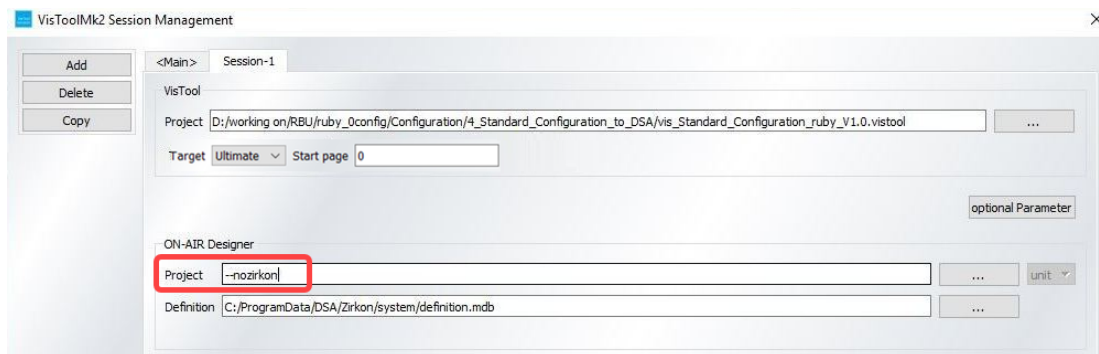 VisToolMk2 Session Management
Add
Delete
Copy
<Main> Session-1
VisTool
Project D:/working on/RBU/ruby_0config/Configuration/4_Standard_Configuration_to_DSA/vis_Standard_Configuration_ruby_V1.0.vistool ...
Target Ultimate Start page 0
optional Parameter
ON-AIR Designer
Project --nozirkon ... unit
Definition C:/ProgramData/DSA/Zirkon/system/definition.mdb ...